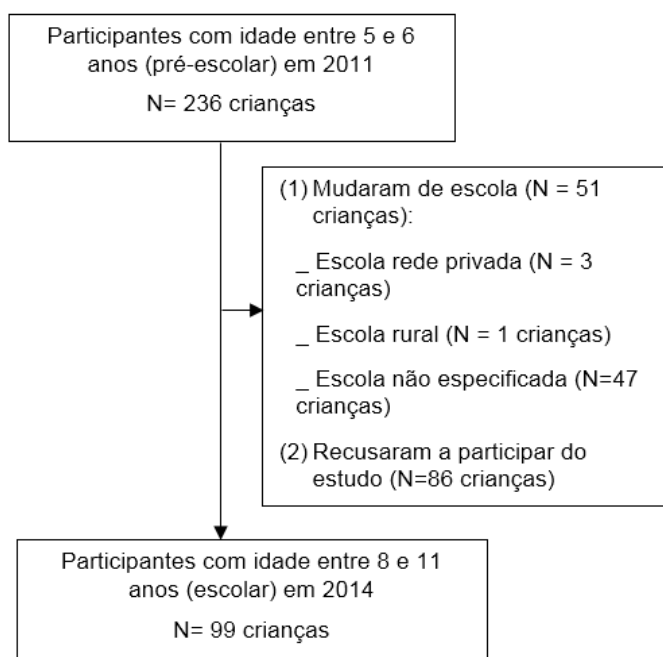 Participantes com idade entre 5 e 6
anos (pré-escolar) em 2011
N= 236 crianças
(1) Mudaram de escola (N = 51
crianças):
_ Escola rede privada (N = 3
crianças)
_ Escola rural (N = 1 crianças)
_ Escola não especificada (N=47
crianças)
(2) Recusaram a participar do
estudo (N=86 crianças)
Participantes com idade entre 8 e 11
anos (escolar) em 2014
N= 99 crianças